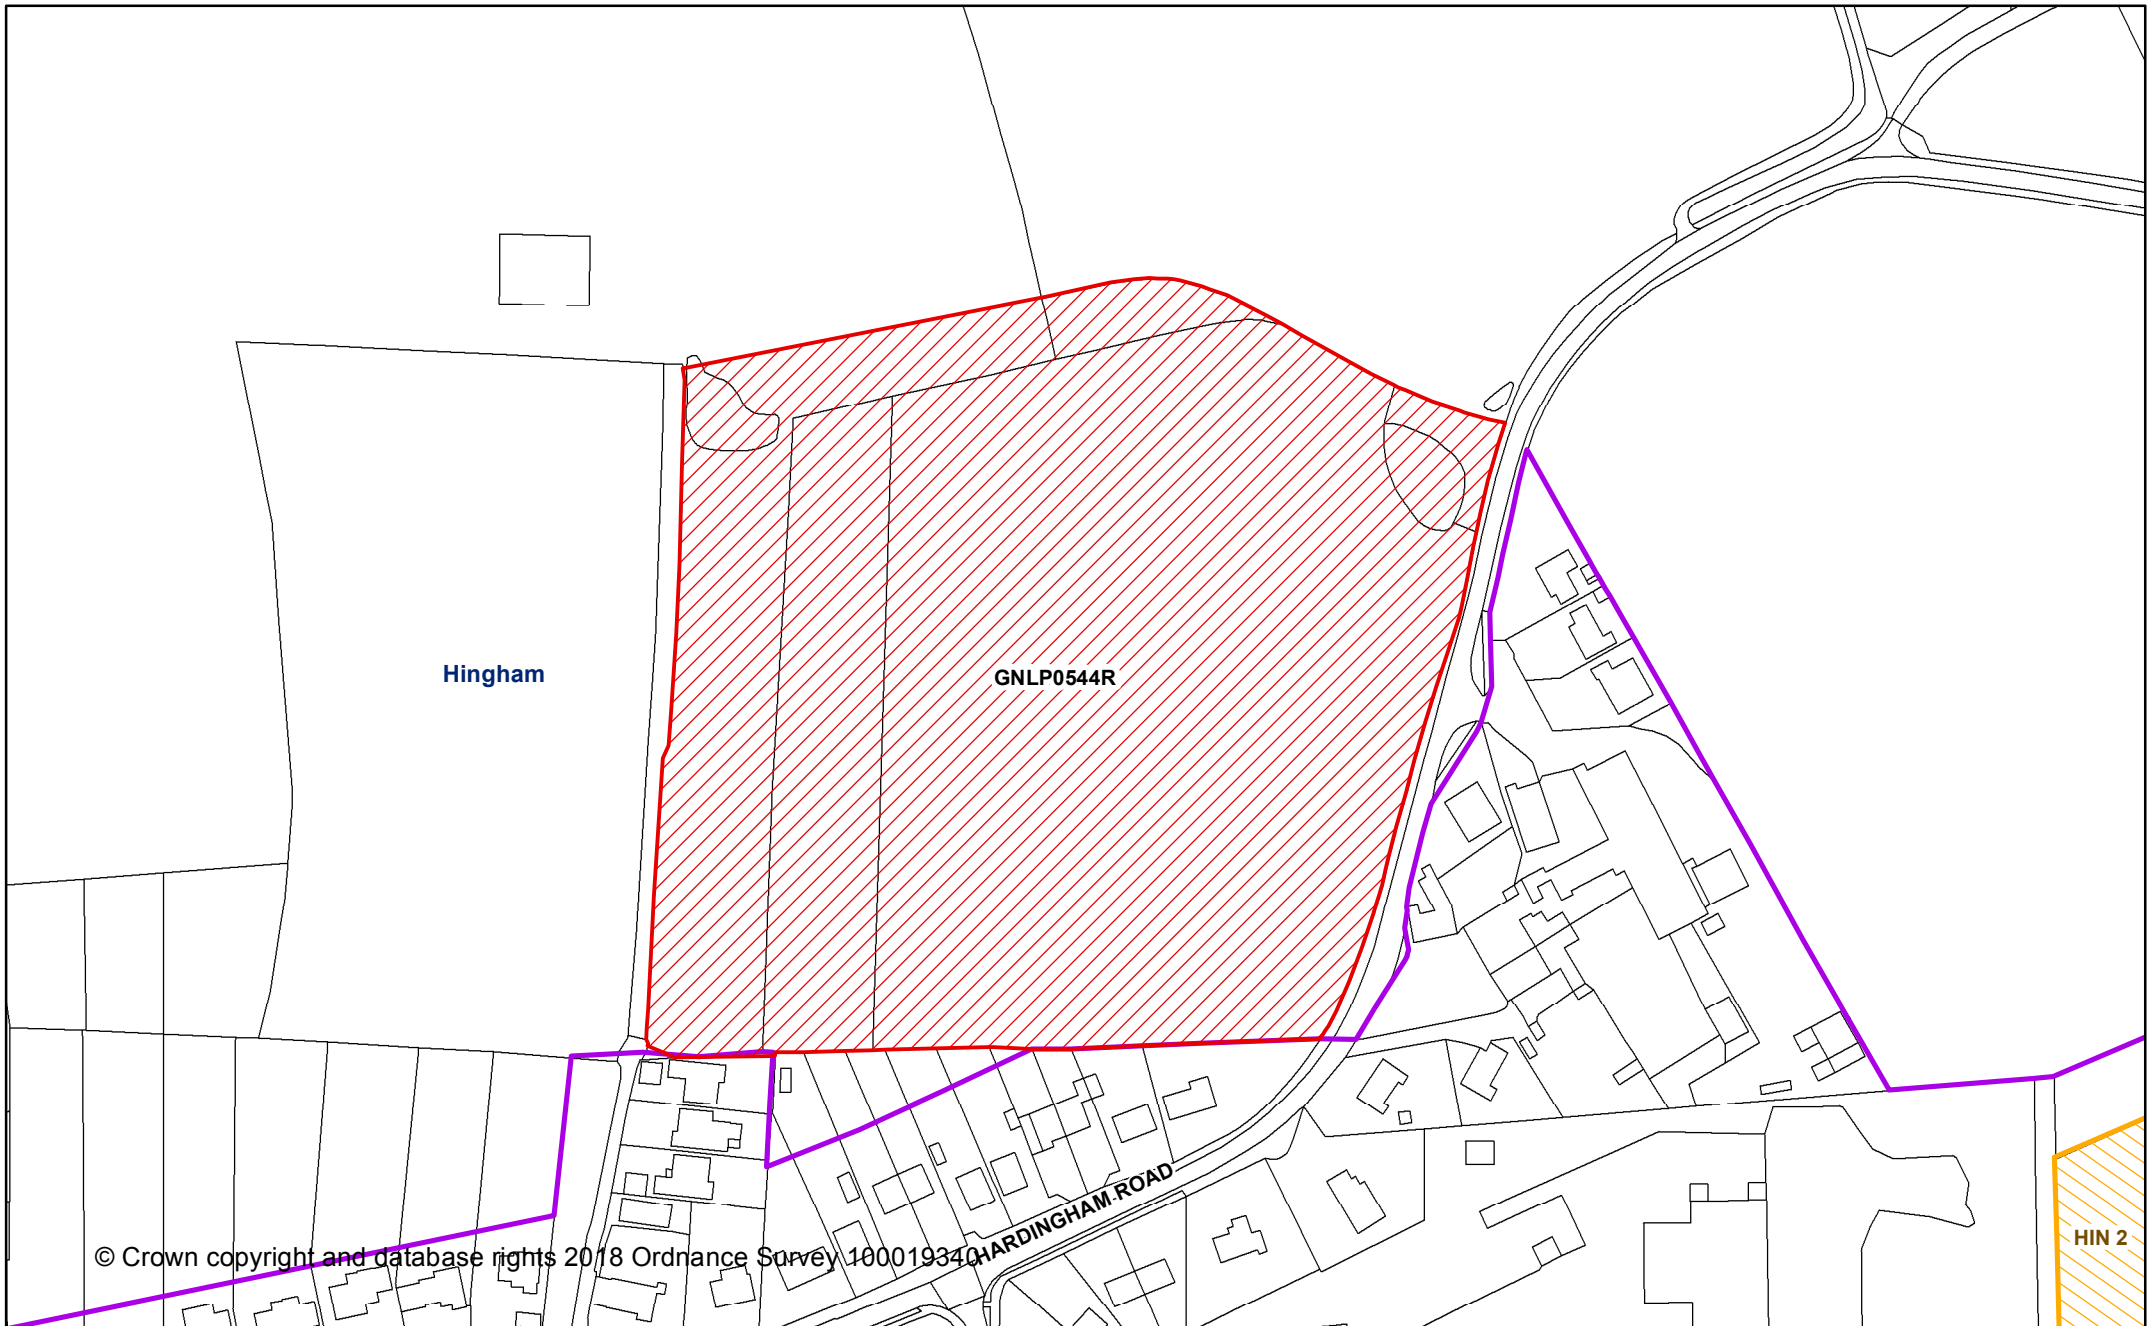 Hingham
GNLP0544R
HARDINGHAM ROAD
HIN 2
© Crown copyright and database rights 2018 Ordnance Survey 100019340